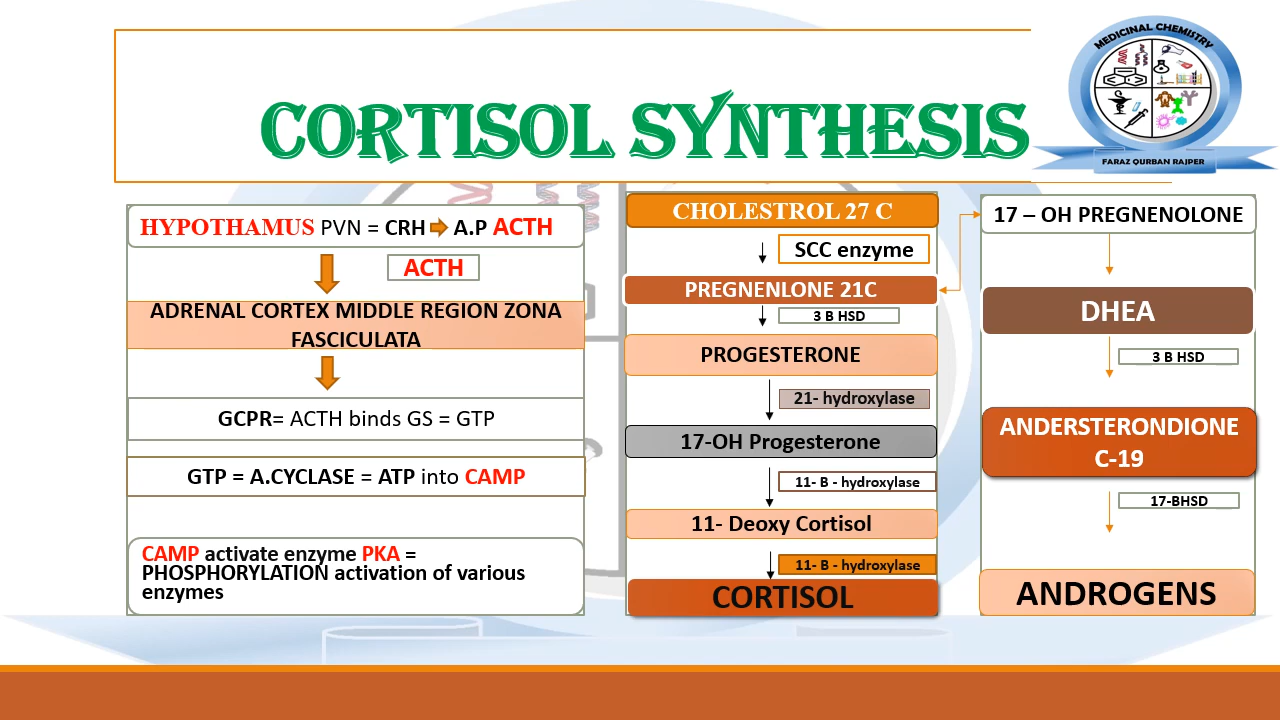 CORTISOL SYNTHESIS
MEDICINAL CHEMISTRY
FARAZ QURBAN RAJPER
HYPOTHAMUS PVN = CRH A.P ACTH
ACTH
ADRENAL CORTEX MIDDLE REGION ZONA
FASCICULATA
GCPR= ACTH binds GS = GTP
GTP = A.CYCLASE = ATP into CAMP
CAMP activate enzyme PKA =
PHOSPHORYLATION activation of various
enzymes
CHOLESTROL 27 C
SCC enzyme
PREGNENLONE 21C
3 B HSD
PROGESTERONE
21- hydroxylase
17-OH Progesterone
11- B - hydroxylase
11- Deoxy Cortisol
11- B - hydroxylase
CORTISOL
17 – OH PREGNENOLONE
DHEA
3 B HSD
ANDERSTERONDIONE
C-19
17-BHSD
ANDROGENS